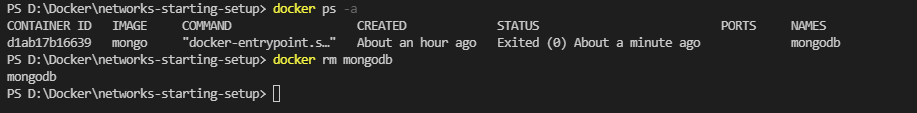 PS D:\Docker\networks-starting-setup> docker ps -a
CONTAINER ID   IMAGE   COMMAND                  CREATED             STATUS                         PORTS     NAMES
d1ab17b16639   mongo   "docker-entrypoint.s…"   About an hour ago   Exited (0) About a minute ago             mongodb
PS D:\Docker\networks-starting-setup> docker rm mongodb
mongodb
PS D:\Docker\networks-starting-setup>